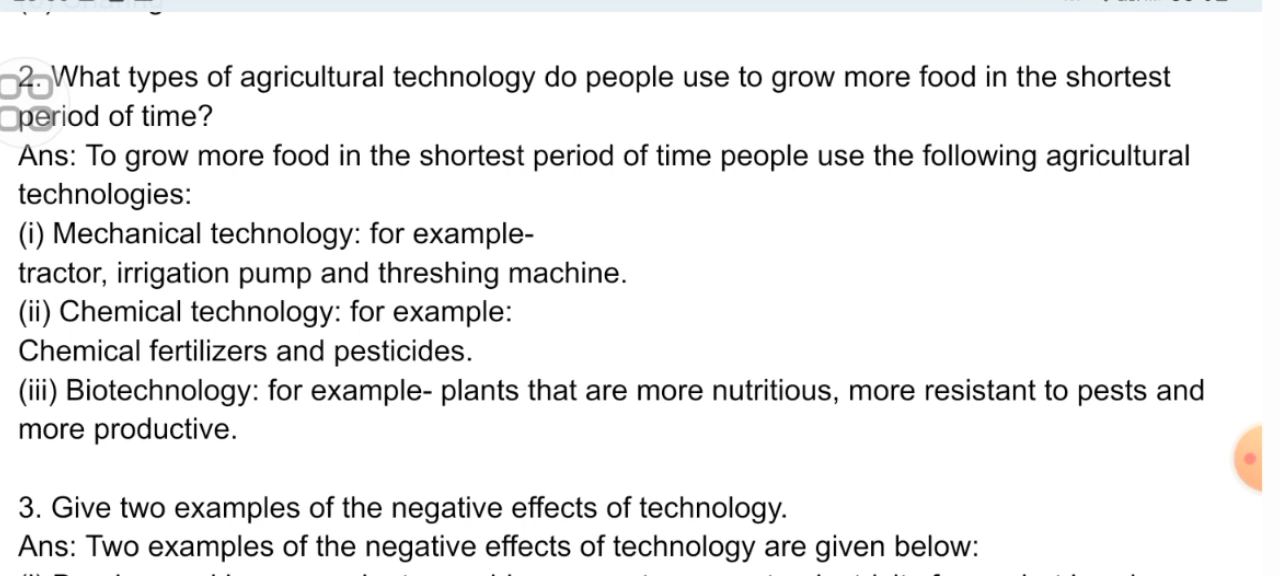 2. What types of agricultural technology do people use to grow more food in the shortest
period of time?
Ans: To grow more food in the shortest period of time people use the following agricultural
technologies:
(i) Mechanical technology: for example-
tractor, irrigation pump and threshing machine.
(ii) Chemical technology: for example:
Chemical fertilizers and pesticides.
(iii) Biotechnology: for example- plants that are more nutritious, more resistant to pests and
more productive.
3. Give two examples of the negative effects of technology.
Ans: Two examples of the negative effects of technology are given below: